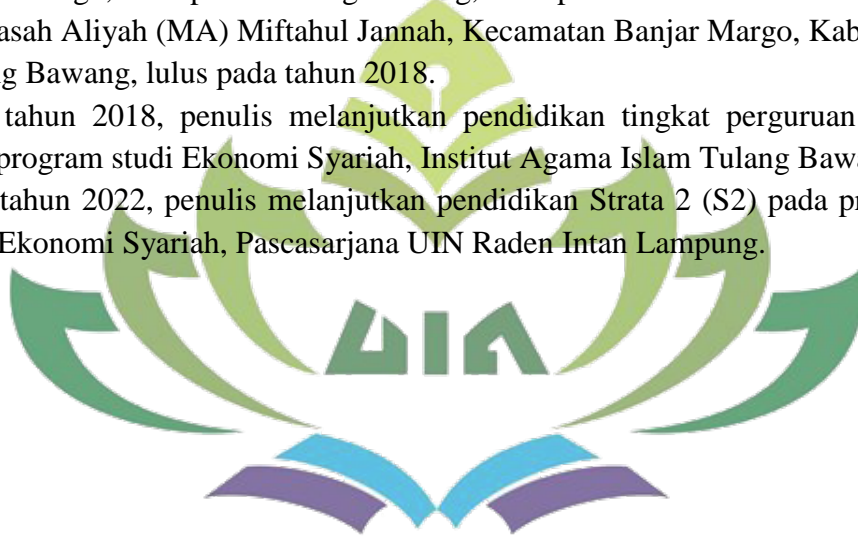 asah Aliyah (MA) Miftahul Jannah, Kecamatan Banjar Margo, Kab
g Bawang, lulus pada tahun 2018.
tahun 2018, penulis melanjutkan pendidikan tingkat perguruan
program studi Ekonomi Syariah, Institut Agama Islam Tulang Bawa
tahun 2022, penulis melanjutkan pendidikan Strata 2 (S2) pada pr
Ekonomi Syariah, Pascasarjana UIN Raden Intan Lampung.
UIN